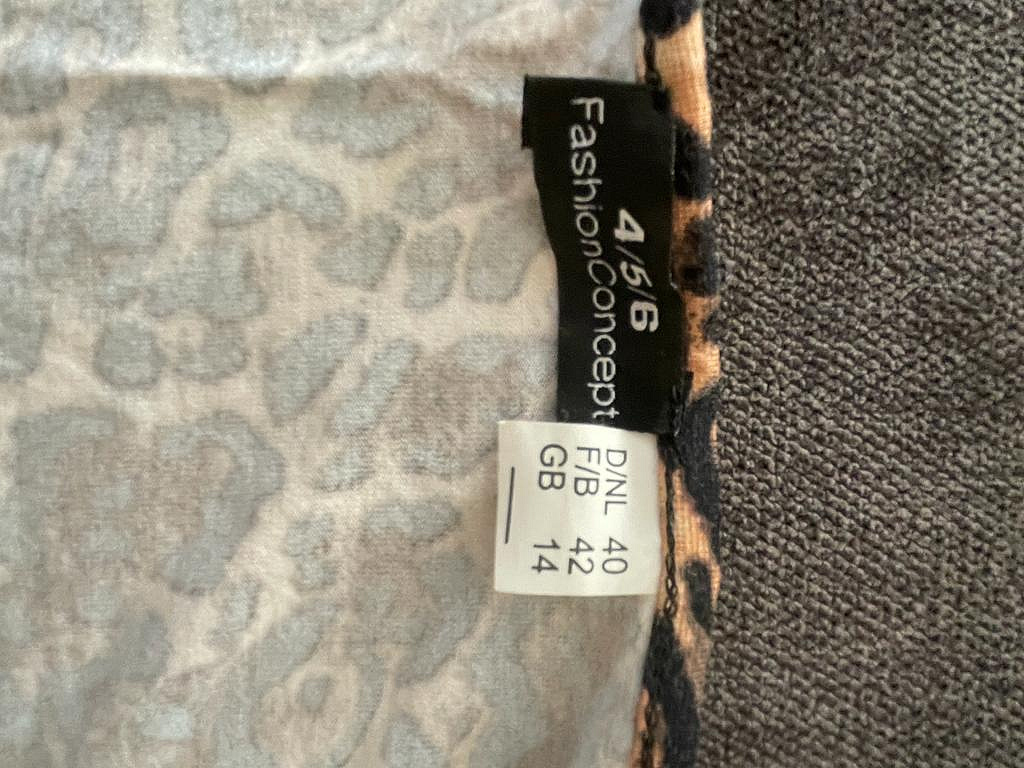 4/5/6
FashionConcept
D/NL 40
F/B 42
GB 14